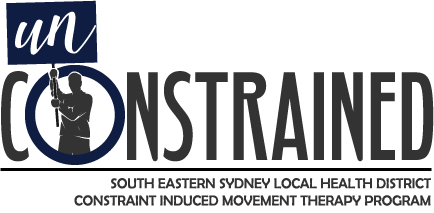 un
CONSTRAINED
SOUTH EASTERN SYDNEY LOCAL HEALTH DISTRICT
CONSTRAINT INDUCED MOVEMENT THERAPY PROGRAM